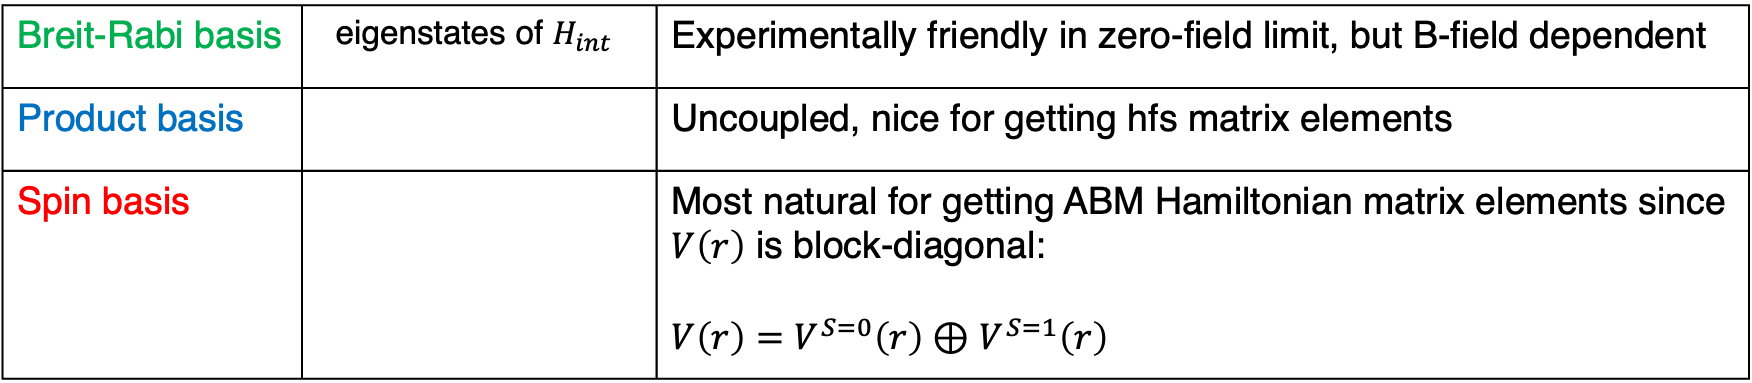 Breit-Rabi basis
eigenstates of H_int
Experimentally friendly in zero-field limit, but B-field dependent
Product basis
Uncoupled, nice for getting hfs matrix elements
Spin basis
Most natural for getting ABM Hamiltonian matrix elements since
V(r) is block-diagonal:
V(r) = V^{S=0}(r) ⊕ V^{S=1}(r)